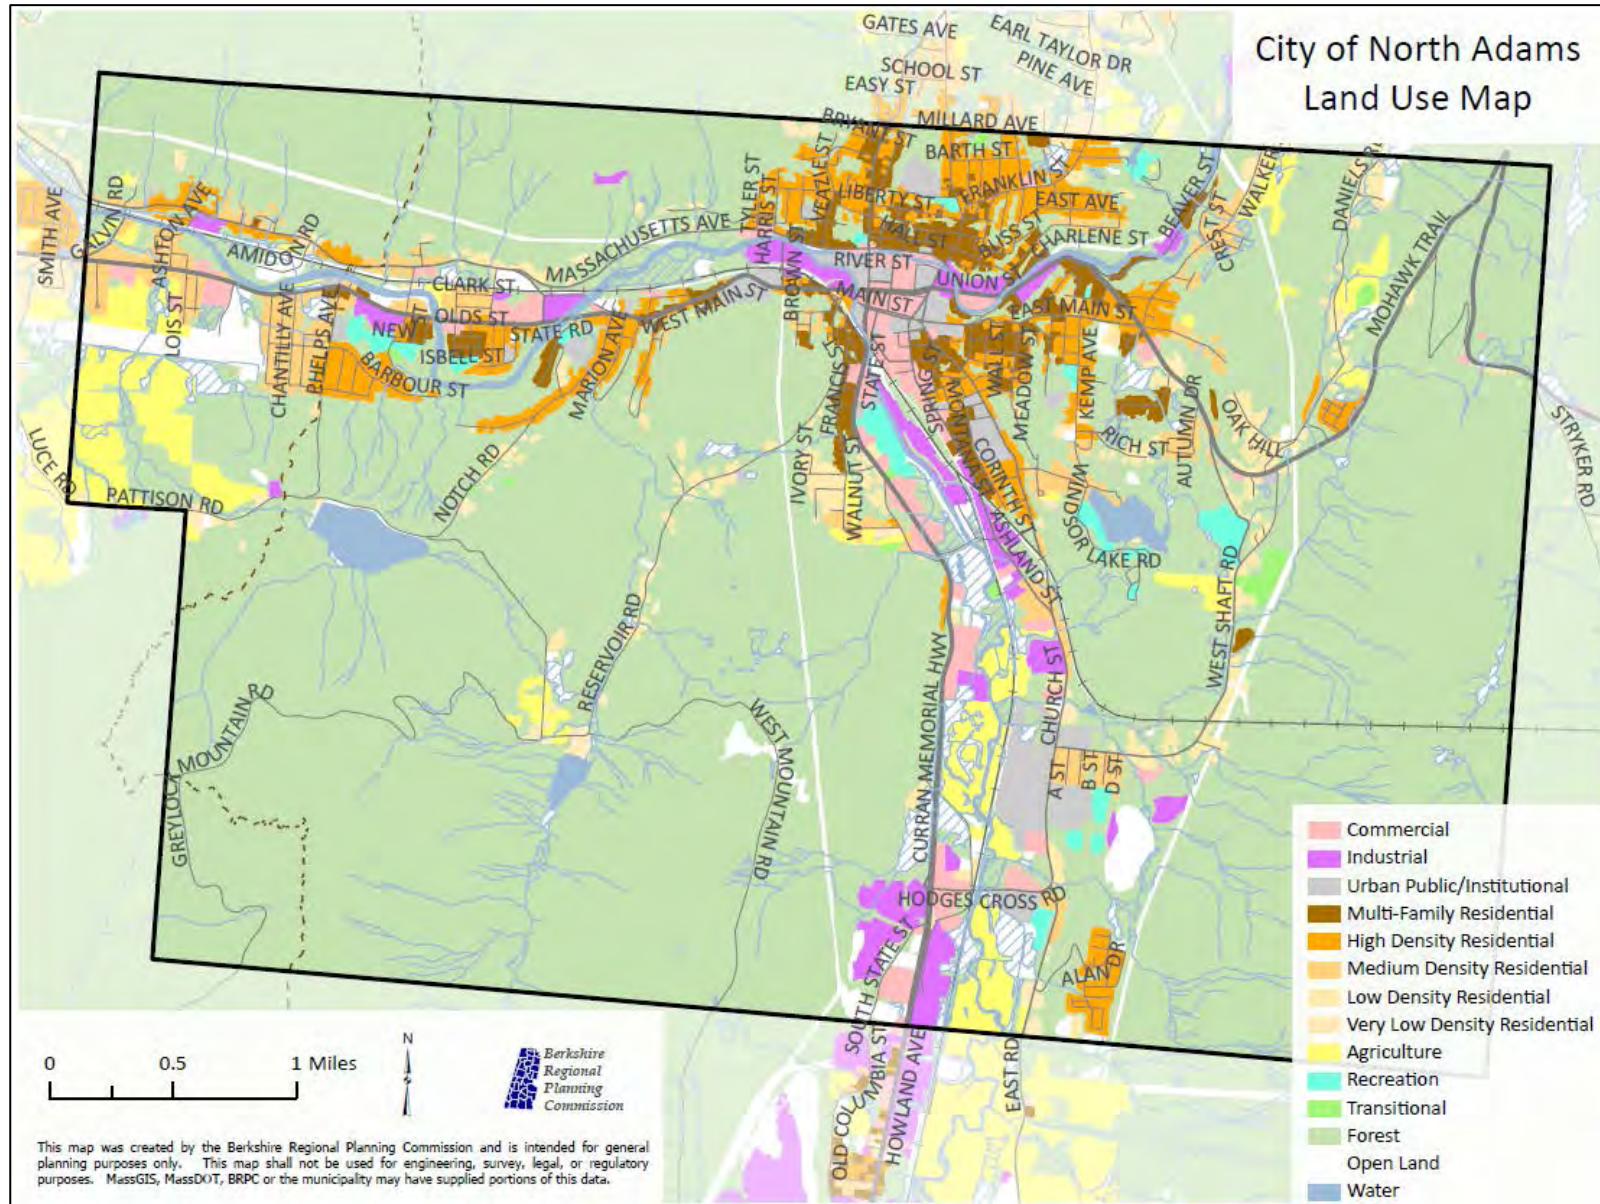 City of North Adams
Land Use Map
GATES AVE
EARL TAYLOR DR
PINE AVE
SCHOOL ST
EASY ST
MILLARD AVE
BRYANT ST
BARTH ST
VEAZIE ST
TYLER ST
HARRIS ST
LIBERTY ST
FRANKLIN ST
EAST AVE
BEAVER ST
CREST ST
WALKER
DANIELS RD
MOHAWK TRAIL
STRYKER RD
SMITH AVE
GALVIN RD
ASHTON AVE
AMIDON RD
LOIS ST
CHANTILLY AVE
PHELPS AVE
CLARK ST
MASSACHUSETTS AVE
NEW
OLDS ST
STATE RD
ISBELL ST
BARBOUR ST
MARION AVE
WEST MAIN ST
BROWN ST
HALL ST
BLISS ST
CHARLENE ST
RIVER ST
UNION ST
MAIN ST
EAST MAIN ST
STATE ST
FRANCIS ST
SPRING ST
WALL ST
MEADOW ST
KEMP AVE
CORINTH ST
RICH ST
AUTUMN DR
OAK HILL
WINDSOR LAKE RD
IVORY ST
WALNUT ST
ASHLAND ST
LUCE RD
PATTISON RD
NOTCH RD
RESERVOIR RD
WEST SHAFT RD
GREYLOCK MOUNTAIN RD
WEST MOUNTAIN RD
CURRAN MEMORIAL HWY
CHURCH ST
A ST
B ST
D ST
HODGES CROSS RD
SOUTH STATE ST
ALAN DR
OLD COLUMBIA ST
HOWLAND AVE
EAST RD
Commercial
Industrial
Urban Public/Institutional
Multi-Family Residential
High Density Residential
Medium Density Residential
Low Density Residential
Very Low Density Residential
Agriculture
Recreation
Transitional
Forest
Open Land
Water
0 0.5 1 Miles
N
Berkshire
Regional
Planning
Commission
This map was created by the Berkshire Regional Planning Commission and is intended for general
planning purposes only. This map shall not be used for engineering, survey, legal, or regulatory
purposes. MassGIS, MassDOT, BRPC or the municipality may have supplied portions of this data.